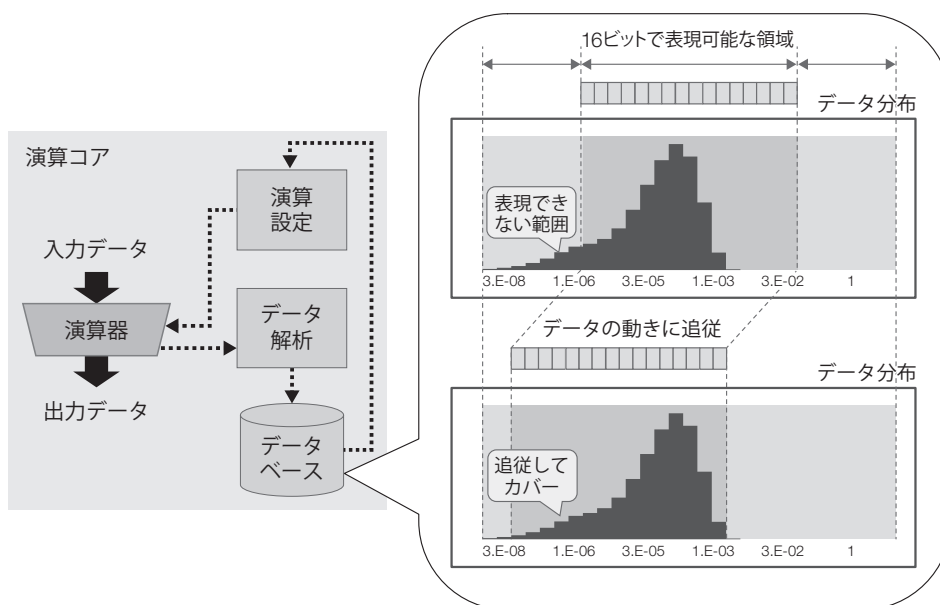 演算コア
演算
設定
入力データ
演算器
データ
解析
出力データ
データ
ベース
16ビットで表現可能な領域
データ分布
表現でき
ない範囲
3.E-08 1.E-06 3.E-05 1.E-03 3.E-02 1
データの動きに追従
データ分布
追従して
カバー
3.E-08 1.E-06 3.E-05 1.E-03 3.E-02 1